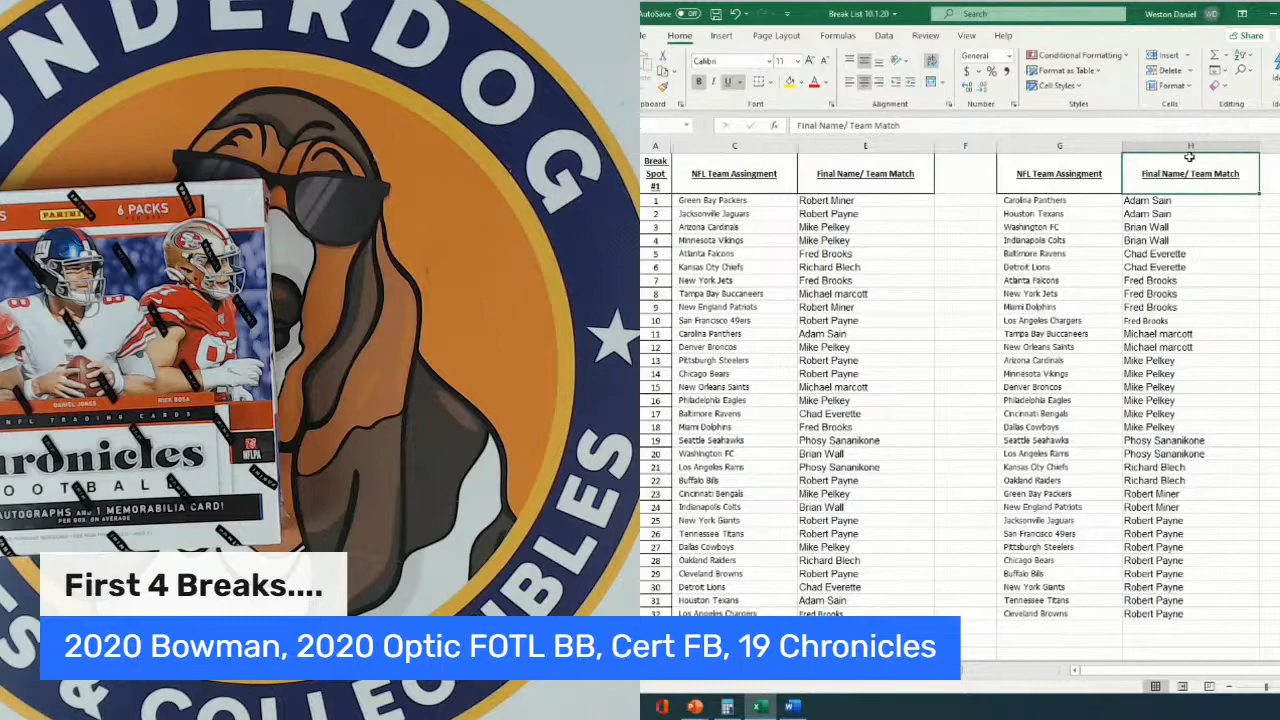 ONDERDOG
S & COLLECTIBLES
PANINI
6 PACKS
DANIEL JONES
NICK BOSA
NFL TRADING CARDS
hronicles
FOOTBALL
AUTOGRAPHS and 1 MEMORABILIA CARD!
PER BOX, ON AVERAGE
NFLPA
First 4 Breaks....
2020 Bowman, 2020 Optic FOTL BB, Cert FB, 19 Chronicles
AutoSave Off
Break List 10.1.20
Search
Weston Daniel WD
Home Insert Page Layout Formulas Data Review View Help Share
Calibri 11 General
B I U
Conditional Formatting
Format as Table
Cell Styles
Insert
Delete
Format
Clipboard Font Alignment Number Styles Cells Editing
fx Final Name/ Team Match
A C E F G H
Break Spot #1 NFL Team Assingment Final Name/ Team Match NFL Team Assingment Final Name/ Team Match
1 Green Bay Packers Robert Miner Carolina Panthers Adam Sain
2 Jacksonville Jaguars Robert Payne Houston Texans Adam Sain
3 Arizona Cardinals Mike Pelkey Washington FC Brian Wall
4 Minnesota Vikings Mike Pelkey Indianapolis Colts Brian Wall
5 Atlanta Falcons Fred Brooks Baltimore Ravens Chad Everette
6 Kansas City Chiefs Richard Blech Detroit Lions Chad Everette
7 New York Jets Fred Brooks Atlanta Falcons Fred Brooks
8 Tampa Bay Buccaneers Michael marcott New York Jets Fred Brooks
9 New England Patriots Robert Miner Miami Dolphins Fred Brooks
10 San Francisco 49ers Robert Payne Los Angeles Chargers Fred Brooks
11 Carolina Panthers Adam Sain Tampa Bay Buccaneers Michael marcott
12 Denver Broncos Mike Pelkey New Orleans Saints Michael marcott
13 Pittsburgh Steelers Robert Payne Arizona Cardinals Mike Pelkey
14 Chicago Bears Robert Payne Minnesota Vikings Mike Pelkey
15 New Orleans Saints Michael marcott Denver Broncos Mike Pelkey
16 Philadelphia Eagles Mike Pelkey Philadelphia Eagles Mike Pelkey
17 Baltimore Ravens Chad Everette Cincinnati Bengals Mike Pelkey
18 Miami Dolphins Fred Brooks Dallas Cowboys Mike Pelkey
19 Seattle Seahawks Phosy Sananikone Seattle Seahawks Phosy Sananikone
20 Washington FC Brian Wall Los Angeles Rams Phosy Sananikone
21 Los Angeles Rams Phosy Sananikone Kansas City Chiefs Richard Blech
22 Buffalo Bills Robert Payne Oakland Raiders Richard Blech
23 Cincinnati Bengals Mike Pelkey Green Bay Packers Robert Miner
24 Indianapolis Colts Brian Wall New England Patriots Robert Miner
25 New York Giants Robert Payne Jacksonville Jaguars Robert Payne
26 Tennessee Titans Robert Payne San Francisco 49ers Robert Payne
27 Dallas Cowboys Mike Pelkey Pittsburgh Steelers Robert Payne
28 Oakland Raiders Richard Blech Chicago Bears Robert Payne
29 Cleveland Browns Robert Payne Buffalo Bills Robert Payne
30 Detroit Lions Chad Everette New York Giants Robert Payne
31 Houston Texans Adam Sain Tennessee Titans Robert Payne
32 Los Angeles Chargers Fred Brooks Cleveland Browns Robert Payne